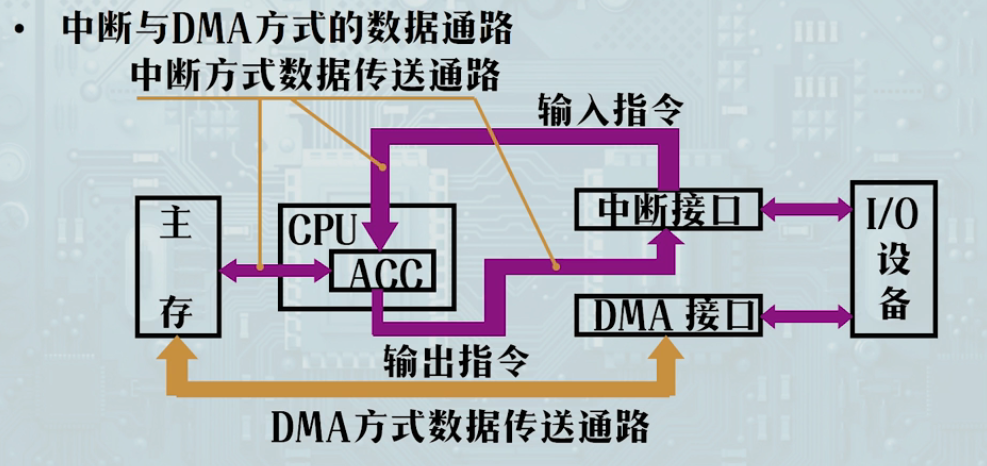 • 中断与DMA方式的数据通路
中断方式数据传送通路
输入指令
主存
CPU
ACC
中断接口
I/O设备
DMA 接口
输出指令
DMA方式数据传送通路